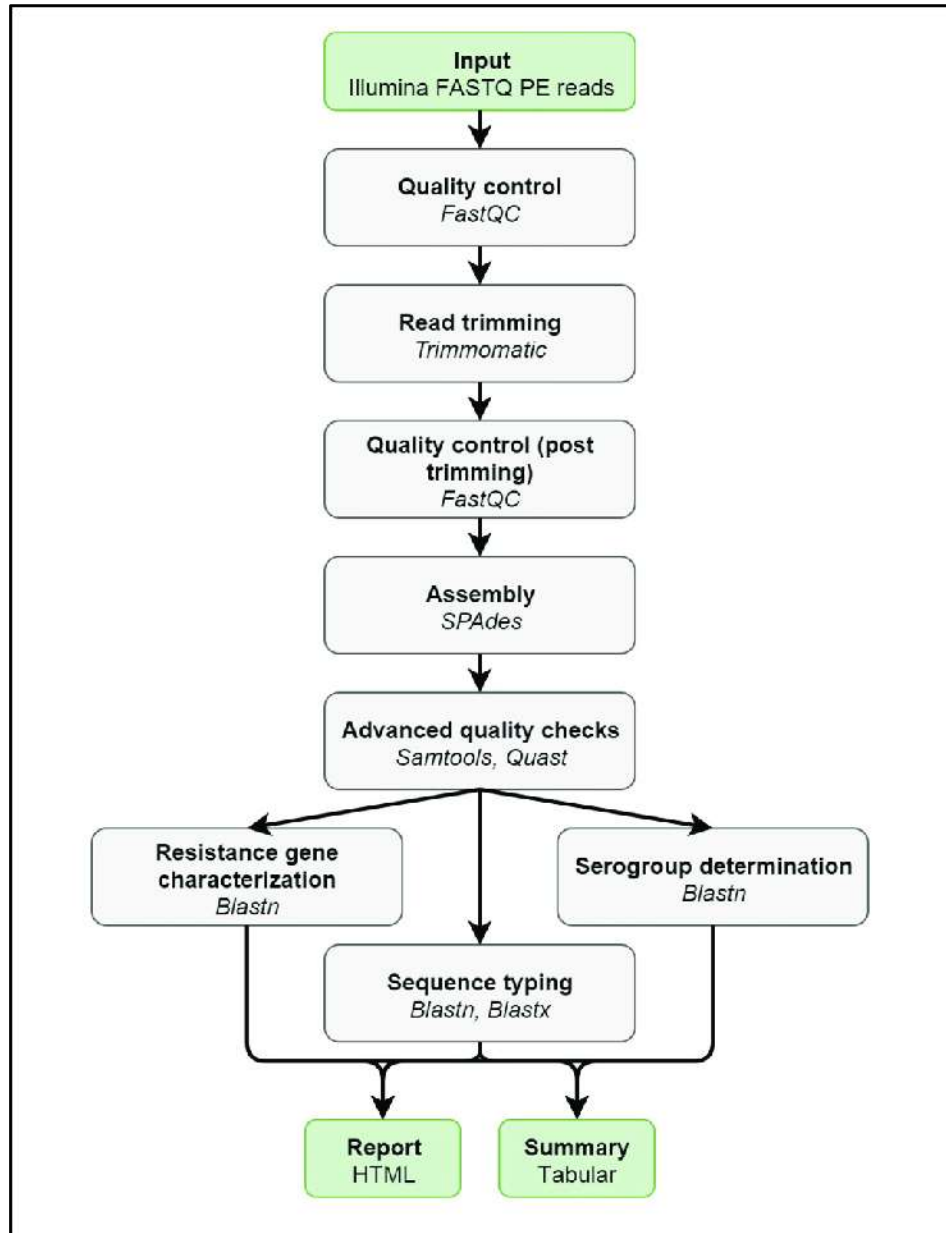 Input
Illumina FASTQ PE reads
Quality control
FastQC
Read trimming
Trimmomatic
Quality control (post
trimming)
FastQC
Assembly
SPAdes
Advanced quality checks
Samtools, Quast
Resistance gene
characterization
Blastn
Serogroup determination
Blastn
Sequence typing
Blastn, Blastx
Report
HTML
Summary
Tabular